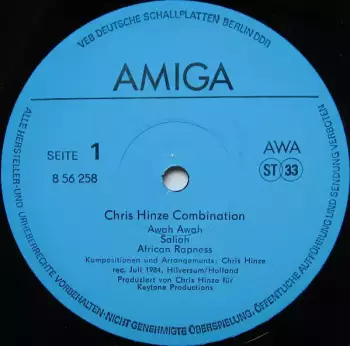 VEB DEUTSCHE SCHALLPLATTEN BERLIN DDR
AMIGA
SEITE 1
8 56 258
AWA
ST 33
Chris Hinze Combination
Awah Awah
Saliah
African Rapness
Kompositionen und Arrangements: Chris Hinze
rec. Juli 1984, Hilversum/Holland
Produziert von Chris Hinze für
Keytone Productions
ALLE HERSTELLER- UND URHEBERRECHTE VORBEHALTEN·NICHT GENEHMIGTE ÜBERSPIELUNG, ÖFFENTLICHE AUFFÜHRUNG UND SENDUNG VERBOTEN